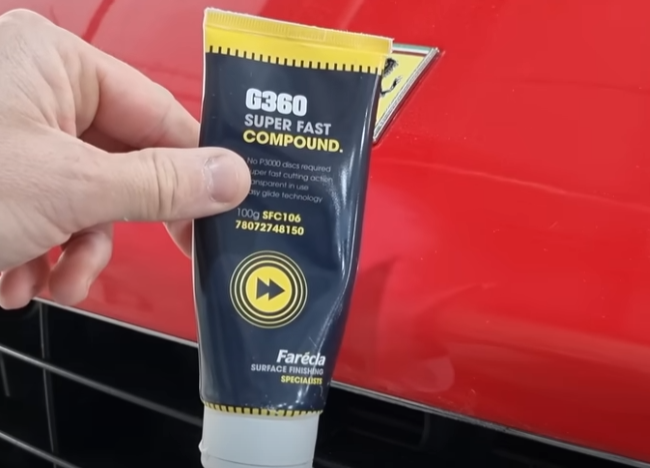 G360
SUPER FAST
COMPOUND.
No P3000 discs required
uper fast cutting action
ansparent in use
sy glide technology
100g SFC106
78072748150
Farécla
SURFACE FINISHING
SPECIALISTS